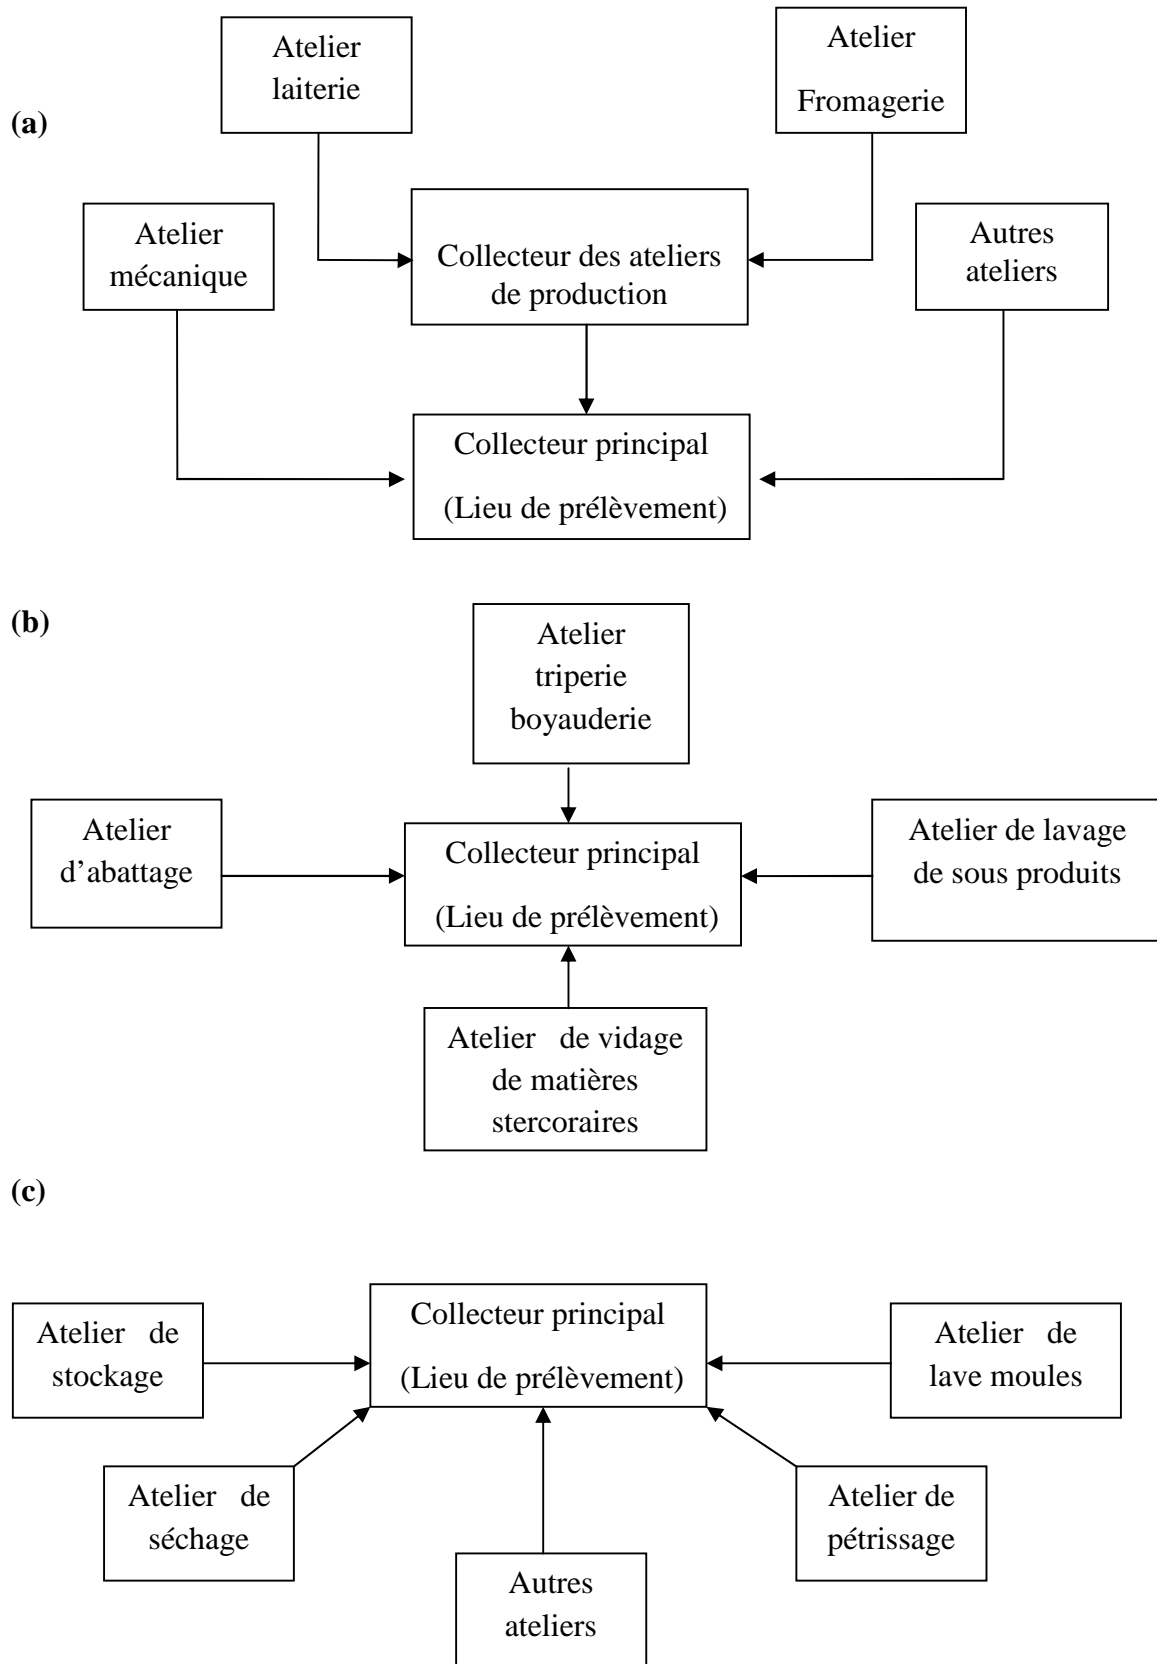 Atelier
laiterie
Atelier
Fromagerie
(a)
Atelier
mécanique
Collecteur des ateliers
de production
Autres
ateliers
Collecteur principal
(Lieu de prélèvement)
(b)
Atelier
triperie
boyauderie
Atelier
d’abattage
Collecteur principal
(Lieu de prélèvement)
Atelier de lavage
de sous produits
Atelier de vidage
de matières
stercoraires
(c)
Atelier de
stockage
Collecteur principal
(Lieu de prélèvement)
Atelier de
lave moules
Atelier de
séchage
Autres
ateliers
Atelier de
pétrissage